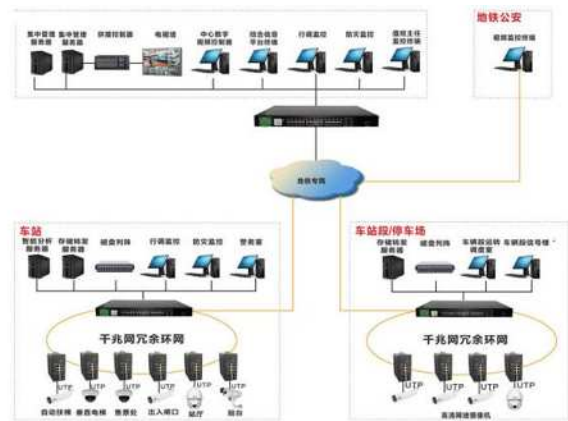 集中管理
服务器
集中管理
服务器
拼接控制器
电视墙
中心数字
视频控制器
综合信息
平台终端
行调监控
防灾监控
值班主任
监控终端
地铁公安
视频监控终端
地铁专网
车站
智能分析
服务器
存储转发
服务器
磁盘列阵
行调监控
防灾监控
警务室
千兆网冗余环网
UTP
UTP
UTP
UTP
UTP
UTP
自动扶梯
垂直电梯
售票处
出入闸口
站厅
站台
车站段/停车场
存储转发
服务器
磁盘列阵
车辆段运转
调度室
车辆段信号楼
千兆网冗余环网
UTP
UTP
UTP
UTP
高清网络摄像机